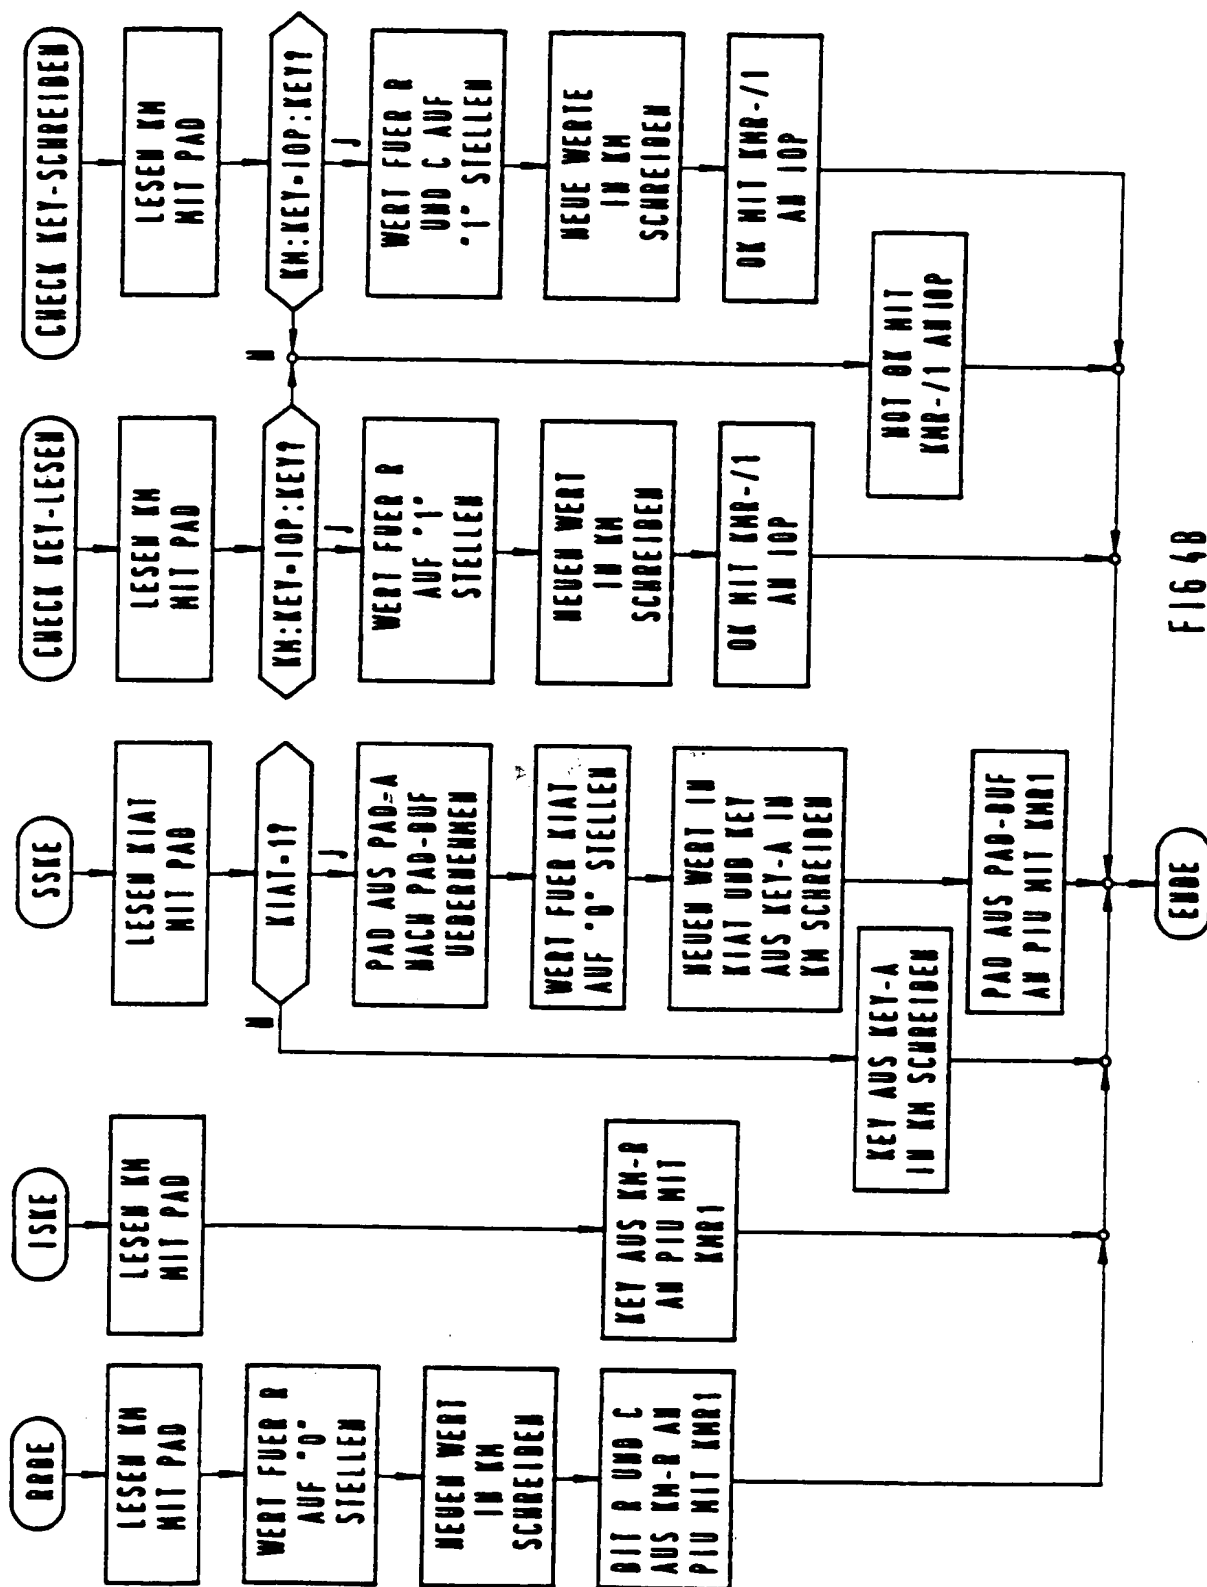 RRBE
LESEN KM
MIT PAD
WERT FUER R
AUF "0"
STELLEN
NEUEN WERT
IN KM
SCHREIBEN
BIT R UND C
AUS KM-R AN
PIU MIT KMR1
ISKE
LESEN KM
MIT PAD
KEY AUS KM-R
AN PIU MIT
KMR1
SSKE
LESEN KIAT
MIT PAD
KIAT=1?
N
J
PAD AUS PAD-A
NACH PAD-BUF
UEBERNEHMEN
WERT FUER KIAT
AUF "0" STELLEN
NEUEN WERT IN
KIAT UND KEY
AUS KEY-A IN
KM SCHREIBEN
KEY AUS KEY-A
IN KM SCHREIBEN
PAD AUS PAD-BUF
AN PIU MIT KMR1
ENDE
CHECK KEY-LESEN
LESEN KM
MIT PAD
KM:KEY=IOP:KEY?
J
WERT FUER R
AUF "1"
STELLEN
NEUEN WERT
IN KM
SCHREIBEN
OK MIT KMR-/1
AN IOP
N
NOT OK MIT
KMR-/1 AN IOP
CHECK KEY-SCHREIBEN
LESEN KM
MIT PAD
KM:KEY=IOP:KEY?
J
WERT FUER R
UND C AUF
"1" STELLEN
NEUE WERTE
IN KM
SCHREIBEN
OK MIT KMR-/1
AN IOP
FIG 4B